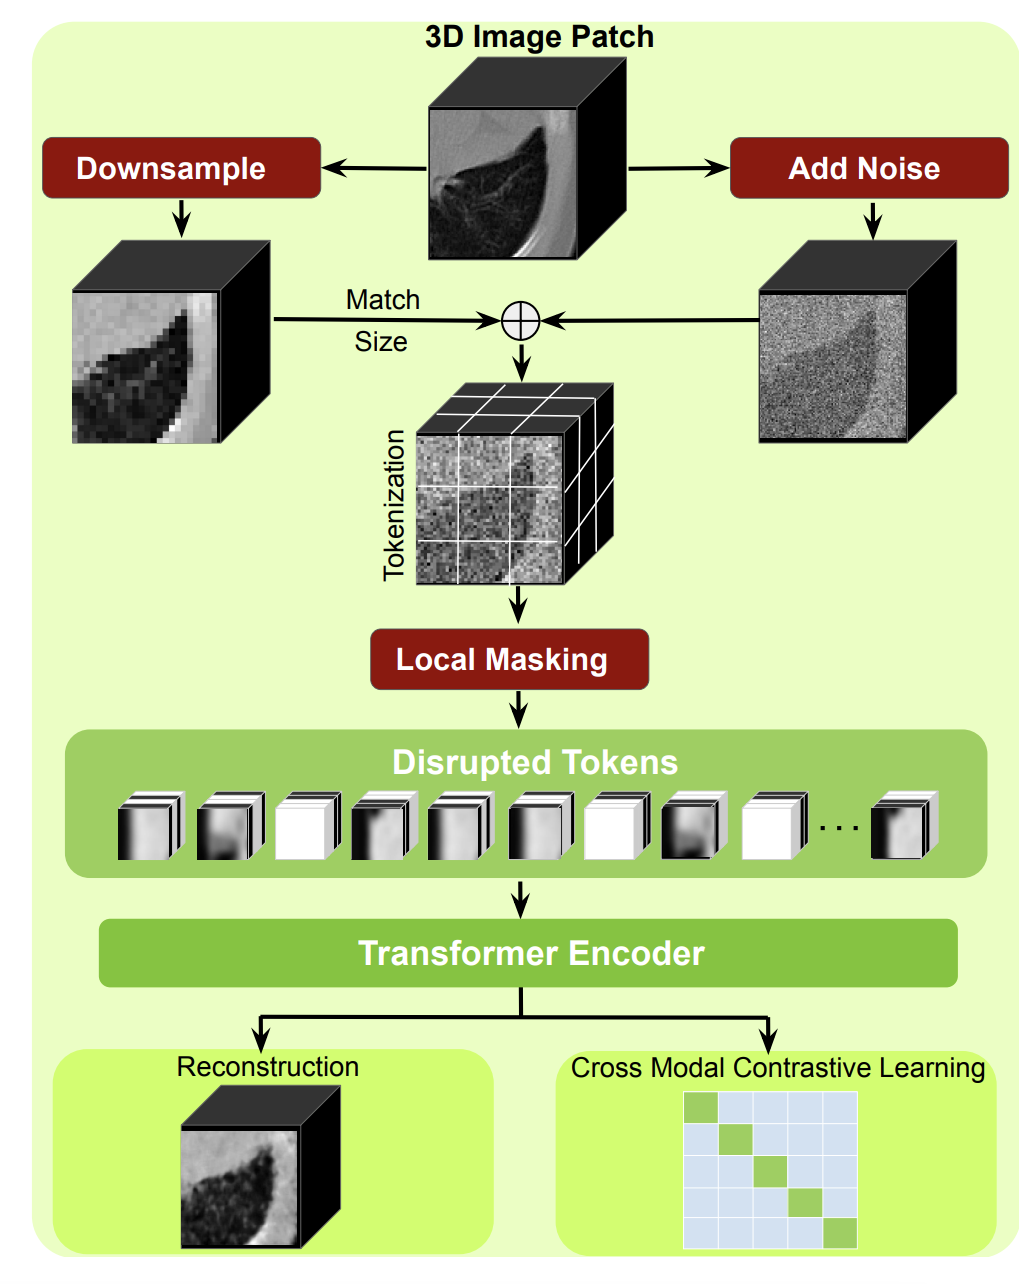 3D Image Patch
Downsample
Add Noise
Match
Size
Tokenization
Local Masking
Disrupted Tokens
. . .
Transformer Encoder
Reconstruction
Cross Modal Contrastive Learning